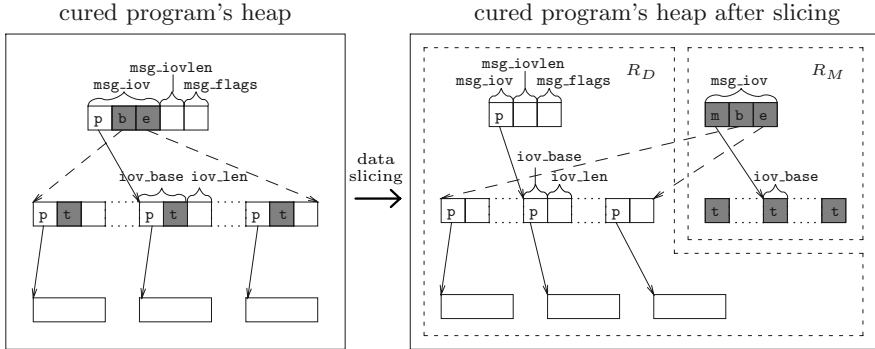 cured program's heap
msg_iovlen
msg_iov
msg_flags
p b e
iov_base iov_len
p t p t p t
data
slicing
cured program's heap after slicing
msg_iovlen
msg_iov msg_flags
R_D
p
msg_iov
R_M
m b e
iov_base
iov_len
p p p
iov_base
t t t